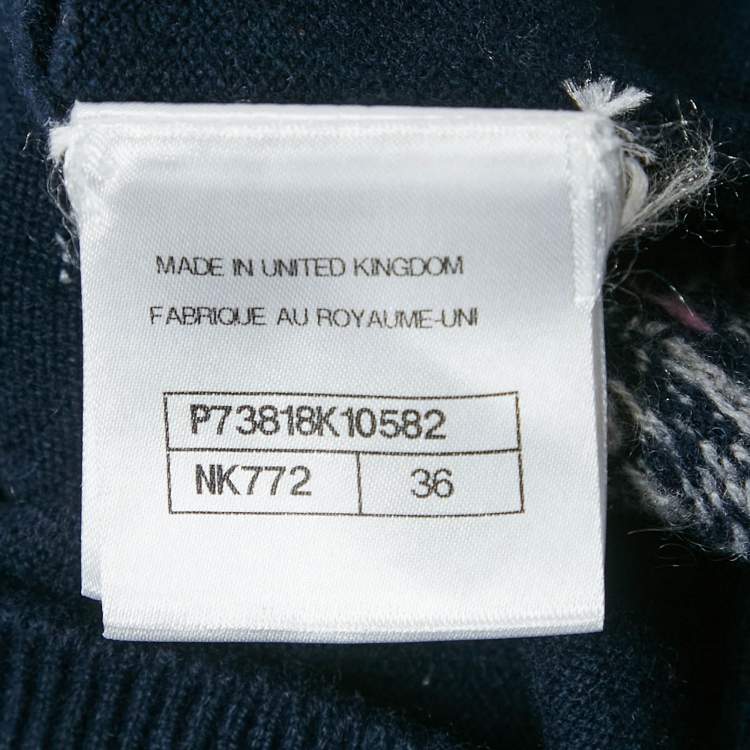 MADE IN UNITED KINGDOM
FABRIQUE AU ROYAUME-UNI
P73818K10582
NK772 36